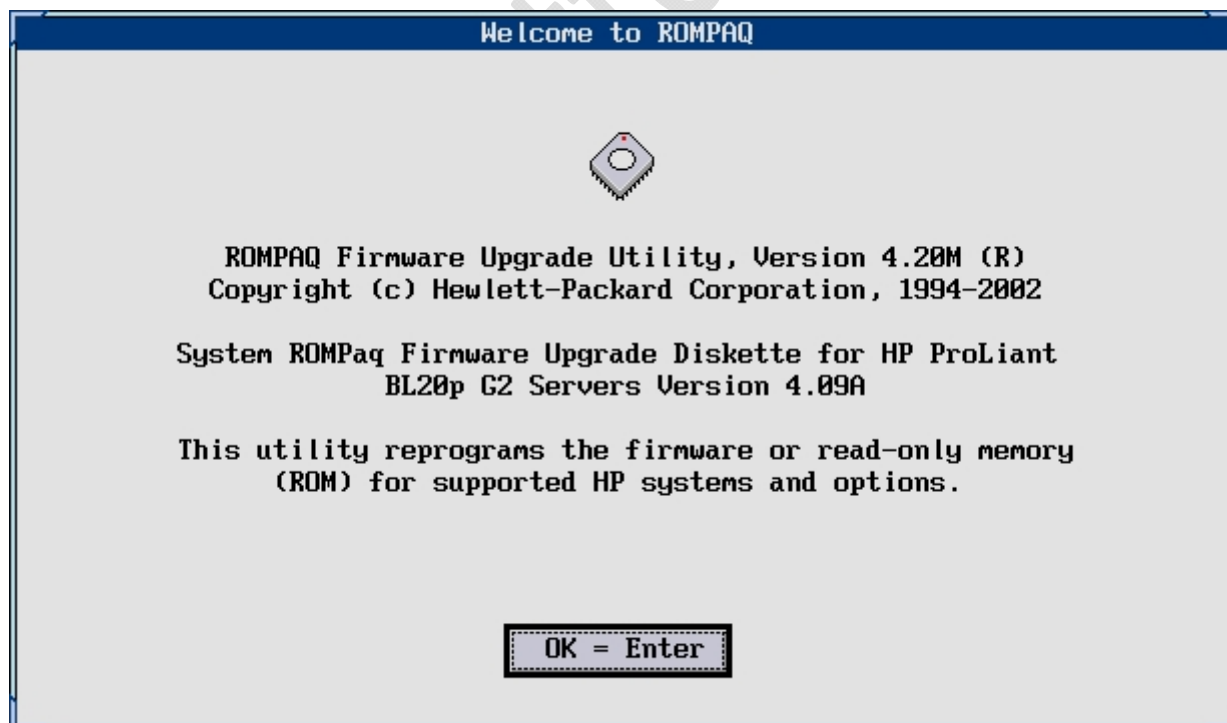 Welcome to ROMPAQ
ROMPAQ Firmware Upgrade Utility, Version 4.20M (R)
Copyright (c) Hewlett-Packard Corporation, 1994-2002
System ROMPaq Firmware Upgrade Diskette for HP ProLiant
BL20p G2 Servers Version 4.09A
This utility reprograms the firmware or read-only memory
(ROM) for supported HP systems and options.
OK = Enter